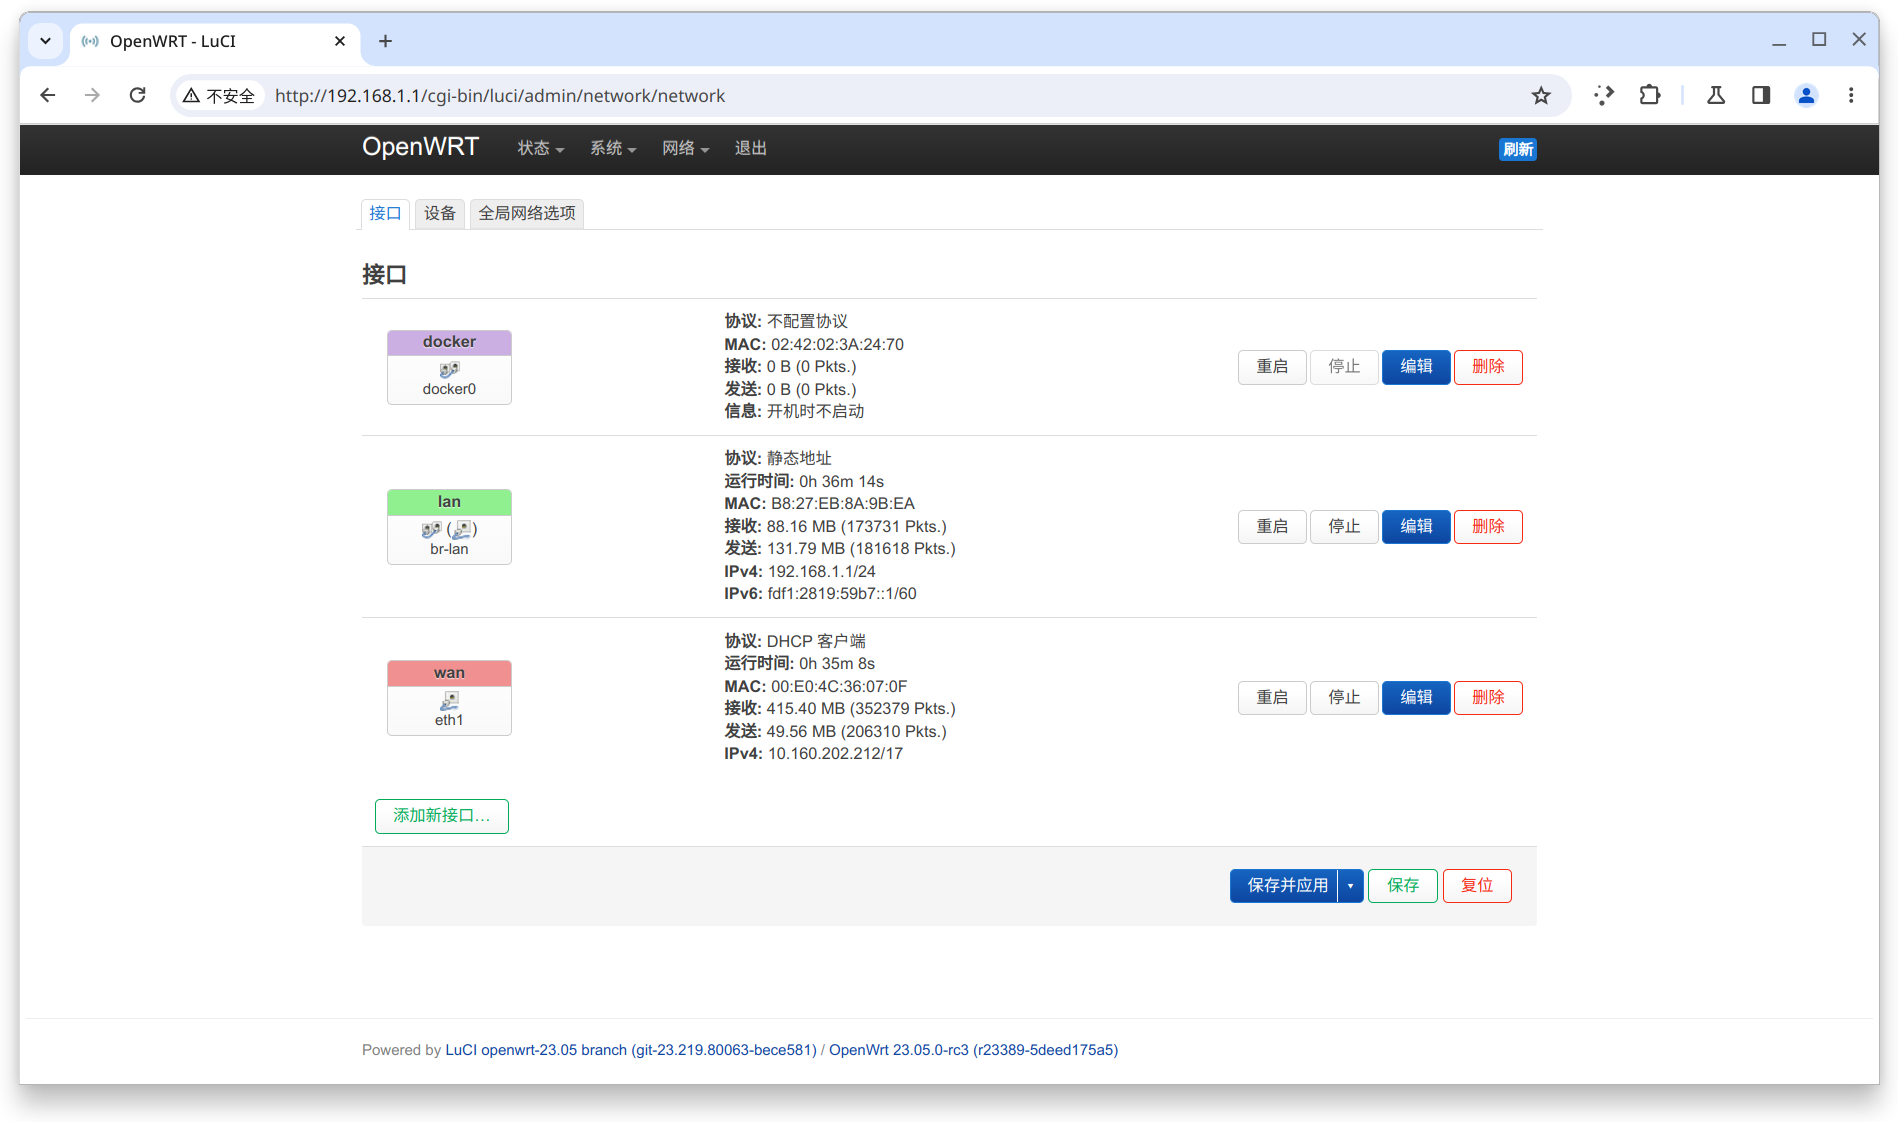 OpenWRT - LuCI
不安全 http://192.168.1.1/cgi-bin/luci/admin/network/network
OpenWRT 状态 系统 网络 退出 刷新
接口 设备 全局网络选项
接口
docker
docker0
协议: 不配置协议
MAC: 02:42:02:3A:24:70
接收: 0 B (0 Pkts.)
发送: 0 B (0 Pkts.)
信息: 开机时不启动
重启 停止 编辑 删除
lan
( )
br-lan
协议: 静态地址
运行时间: 0h 36m 14s
MAC: B8:27:EB:8A:9B:EA
接收: 88.16 MB (173731 Pkts.)
发送: 131.79 MB (181618 Pkts.)
IPv4: 192.168.1.1/24
IPv6: fdf1:2819:59b7::1/60
重启 停止 编辑 删除
wan
eth1
协议: DHCP 客户端
运行时间: 0h 35m 8s
MAC: 00:E0:4C:36:07:0F
接收: 415.40 MB (352379 Pkts.)
发送: 49.56 MB (206310 Pkts.)
IPv4: 10.160.202.212/17
重启 停止 编辑 删除
添加新接口...
保存并应用 保存 复位
Powered by LuCI openwrt-23.05 branch (git-23.219.80063-bece581) / OpenWrt 23.05.0-rc3 (r23389-5deed175a5)